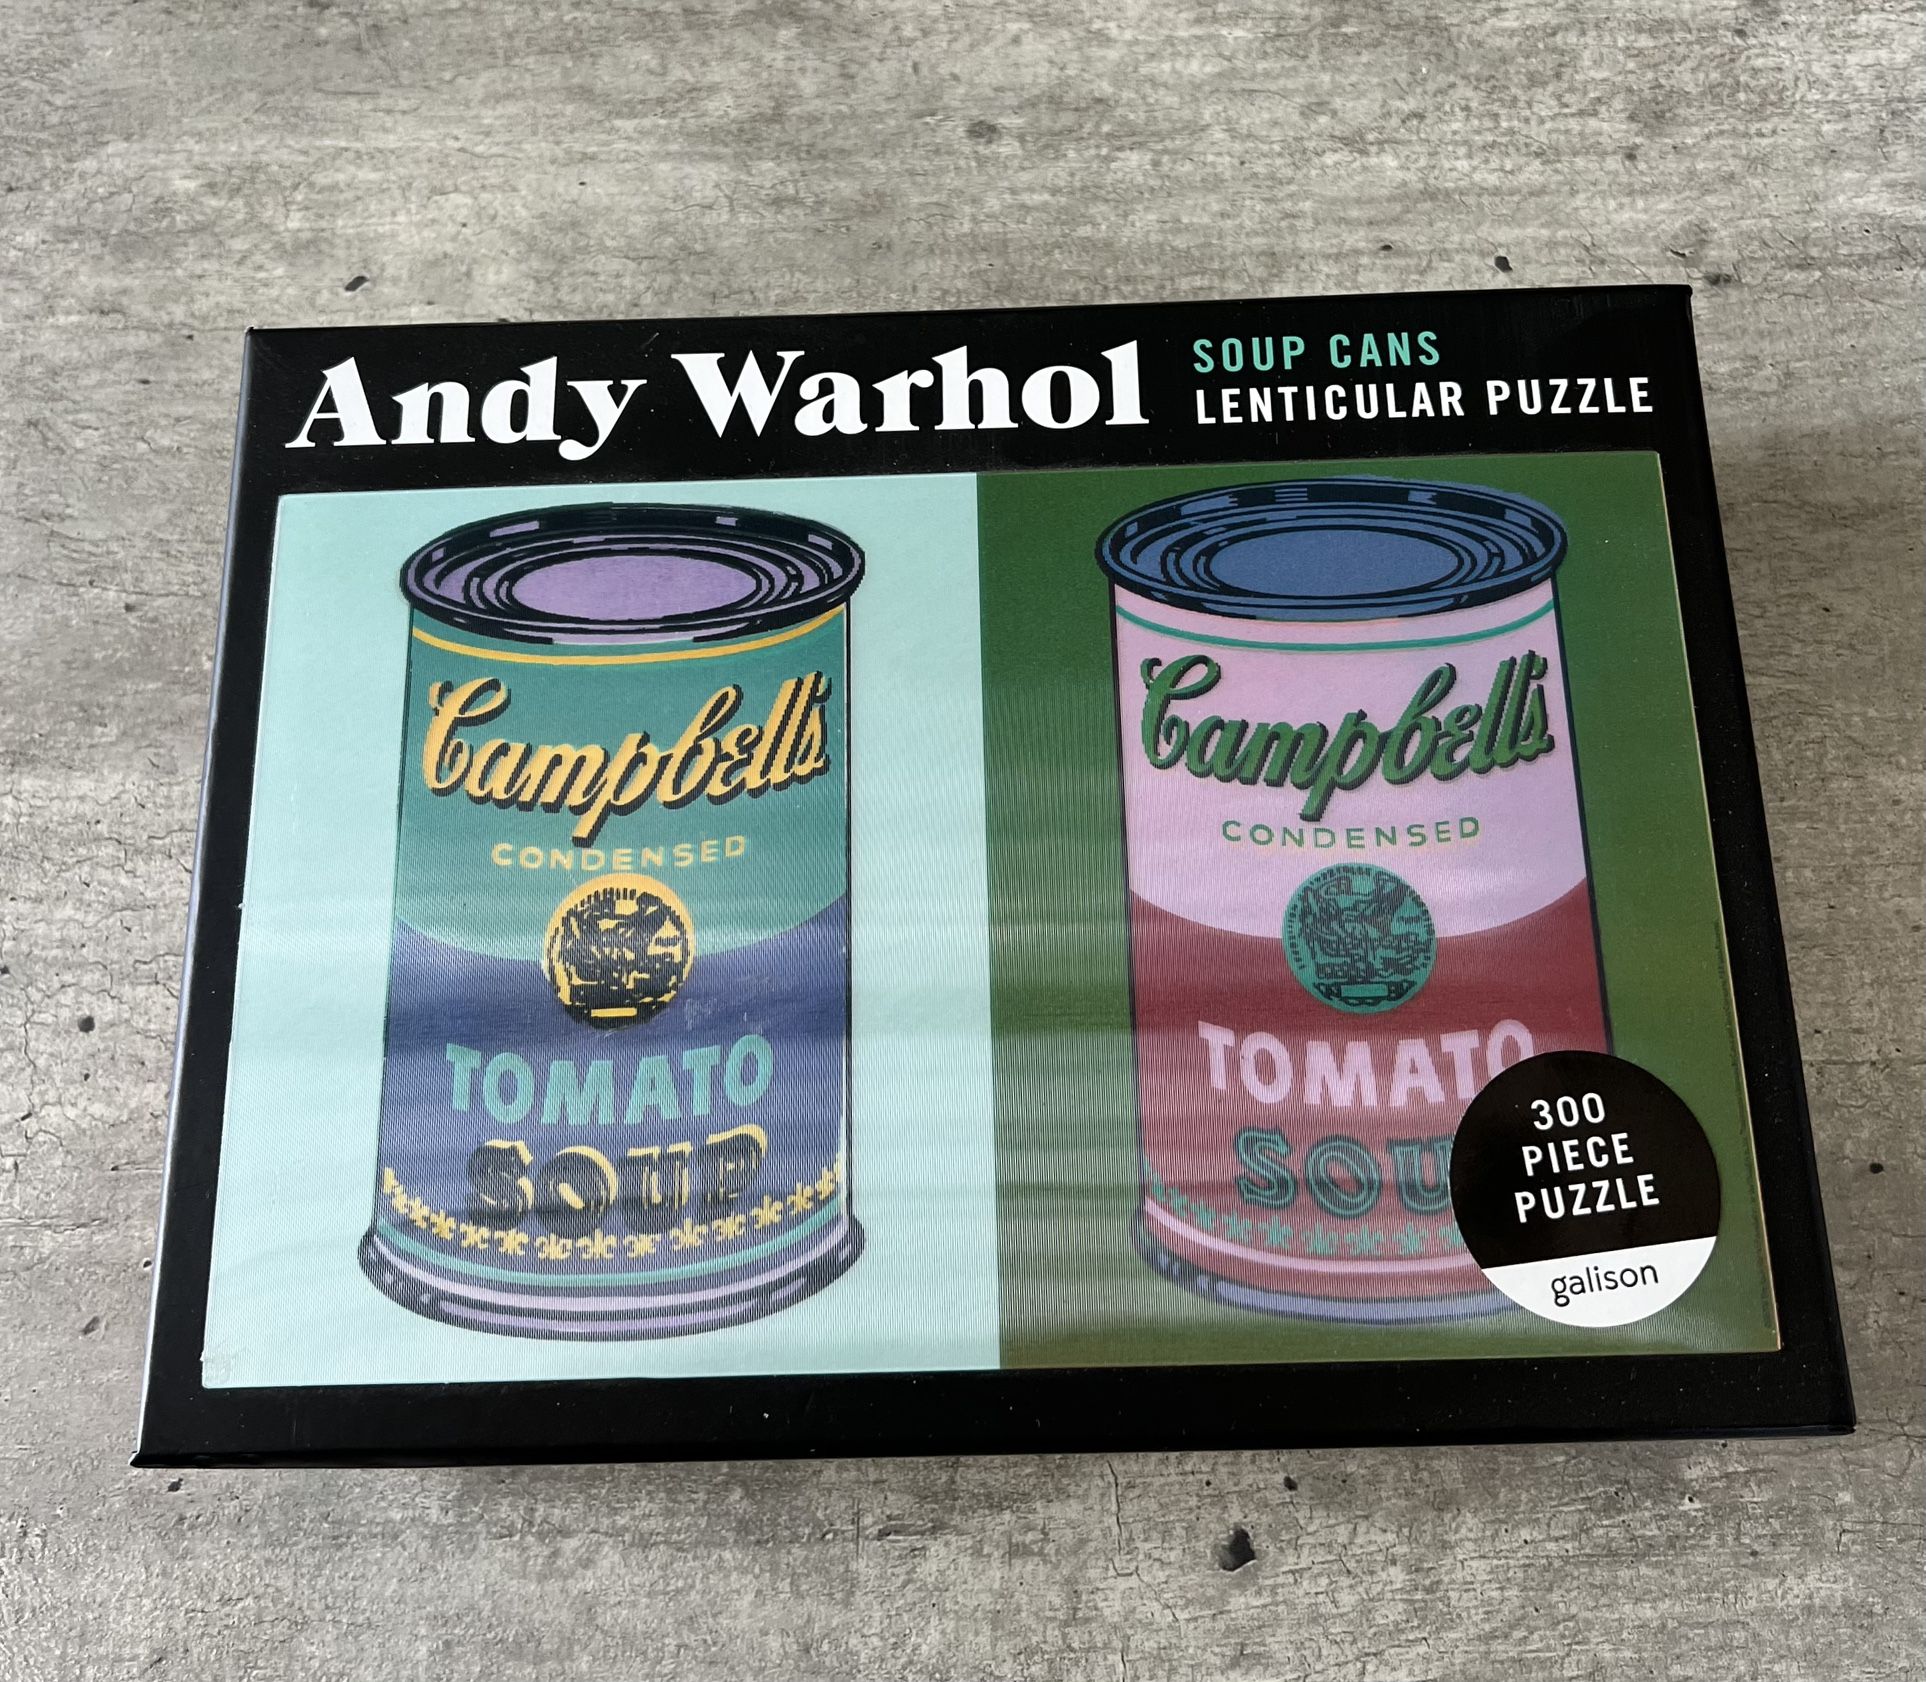 Andy Warhol
SOUP CANS
LENTICULAR PUZZLE
Campbell's
CONDENSED
TOMATO
SOUP
Campbell's
CONDENSED
TOMATO
SOU
300
PIECE
PUZZLE
galison